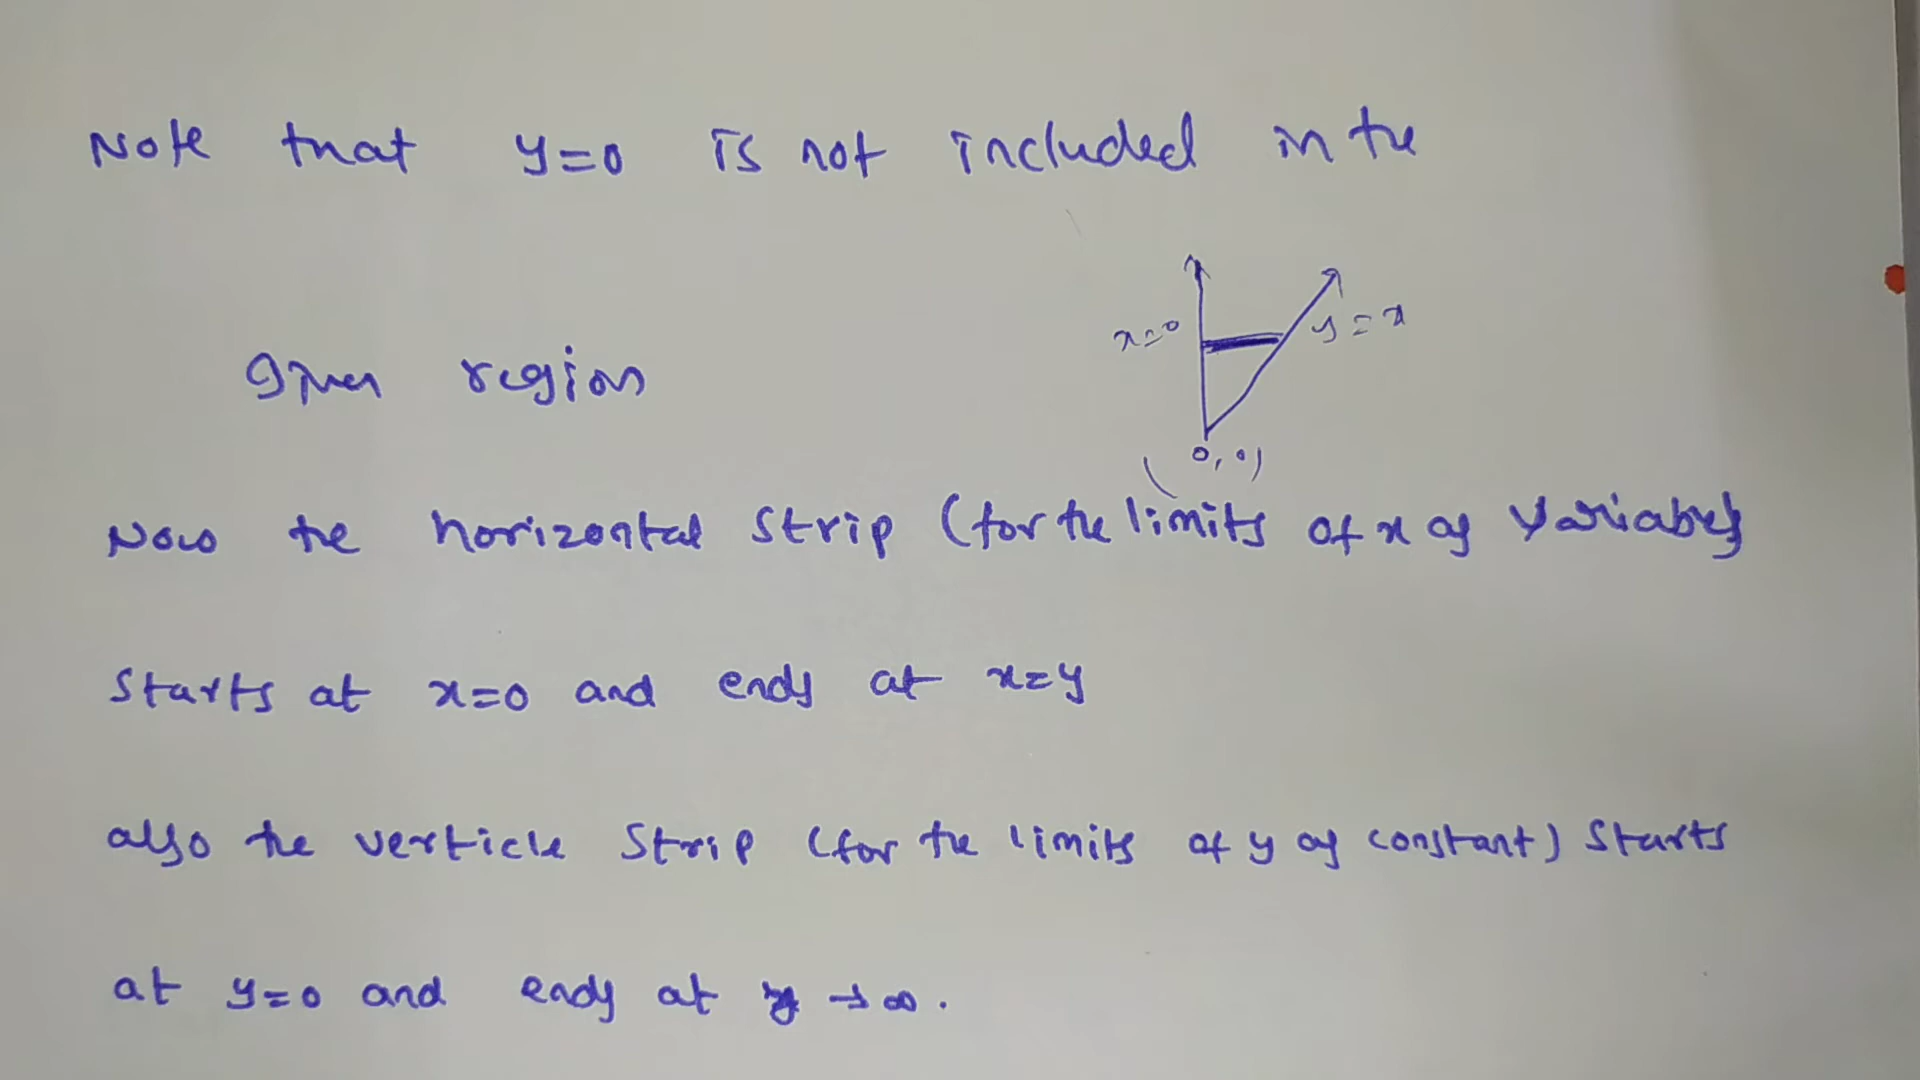 Note that y=0 is not included in the
x=0
y=x
Given region
(0,0)
Now the horizontal strip (for the limits of x as variable)
starts at x=0 and ends at x=y
also the verticle strip (for the limits of y as constant) starts
at y=0 and ends at y→∞.